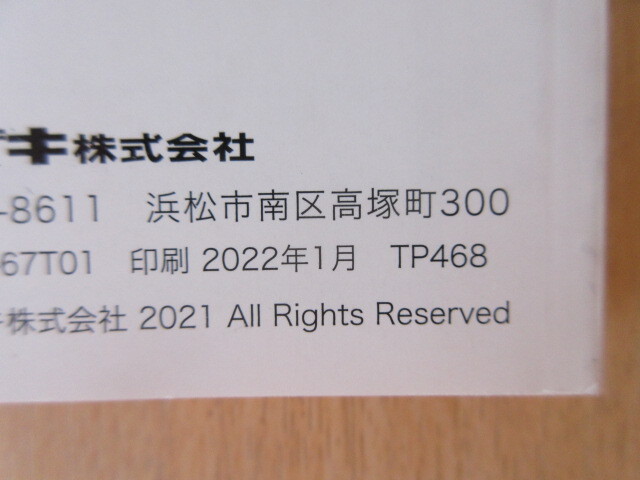 キ株式会社
-8611 浜松市南区高塚町300
67T01 印刷 2022年1月 TP468
株式会社 2021 All Rights Reserved